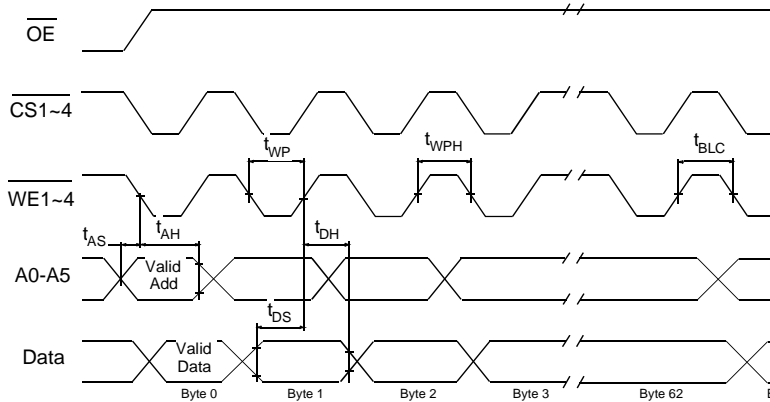 OE
CS1~4
tWP
tWPH
tBLC
WE1~4
tAS
tAH
tDH
A0-A5
Valid
Add
tDS
Data
Valid
Data
Byte 0
Byte 1
Byte 2
Byte 3
Byte 62